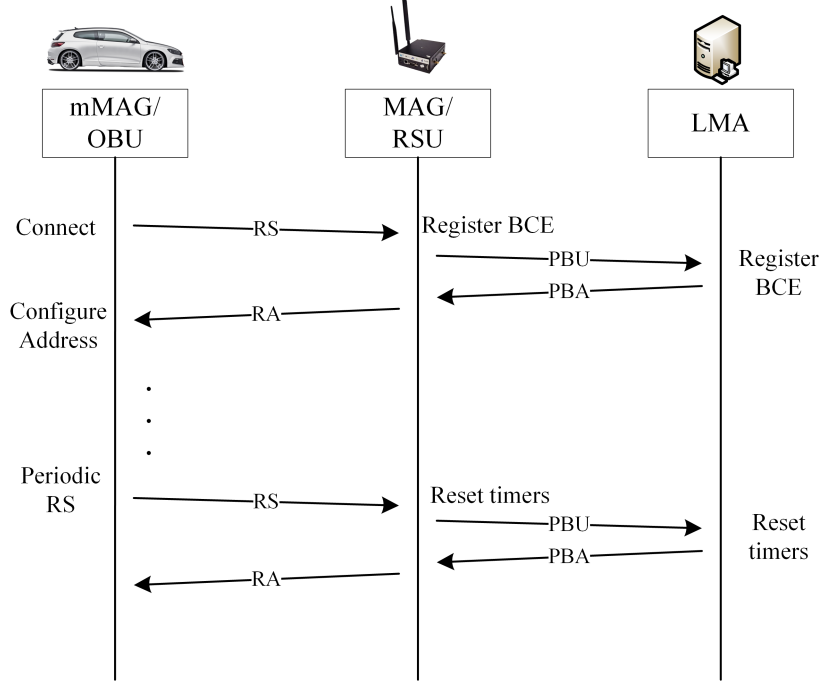 mMAG/
OBU
MAG/
RSU
LMA
Connect
RS
Register BCE
PBU
Register
BCE
PBA
Configure
Address
RA
Periodic
RS
RS
Reset timers
PBU
Reset
timers
PBA
RA